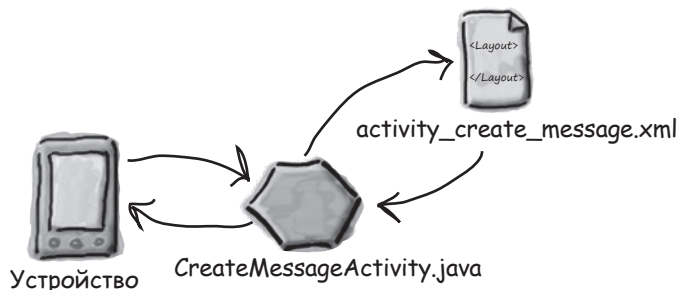 <Layout>
</Layout>
activity_create_message.xml
CreateMessageActivity.java
Устройство